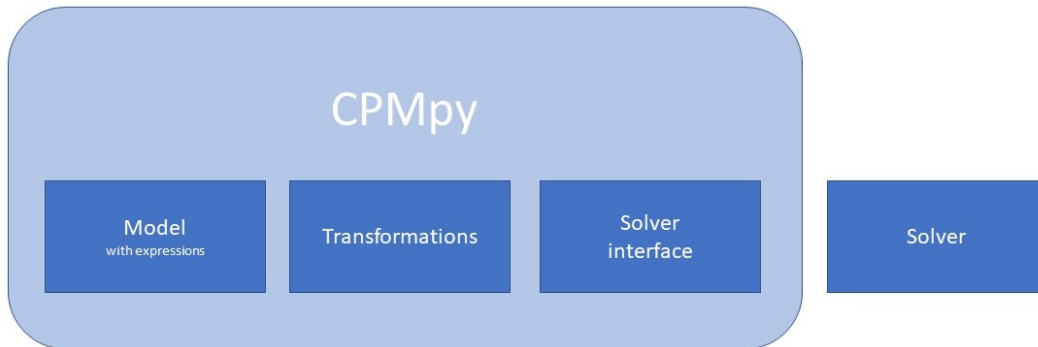 CPMpy
Model
with expressions
Transformations
Solver
interface
Solver